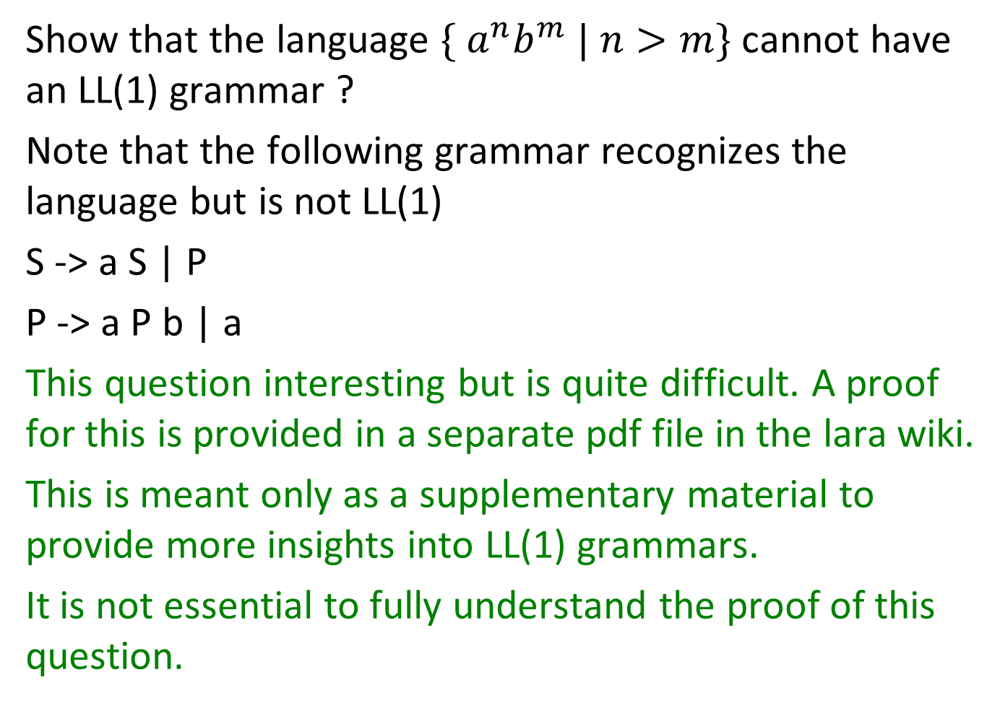 Show that the language { 𝑎ⁿ𝑏ᵐ | 𝑛 > 𝑚} cannot have
an LL(1) grammar ?
Note that the following grammar recognizes the
language but is not LL(1)
S -> a S | P
P -> a P b | a
This question interesting but is quite difficult. A proof
for this is provided in a separate pdf file in the lara wiki.
This is meant only as a supplementary material to
provide more insights into LL(1) grammars.
It is not essential to fully understand the proof of this
question.